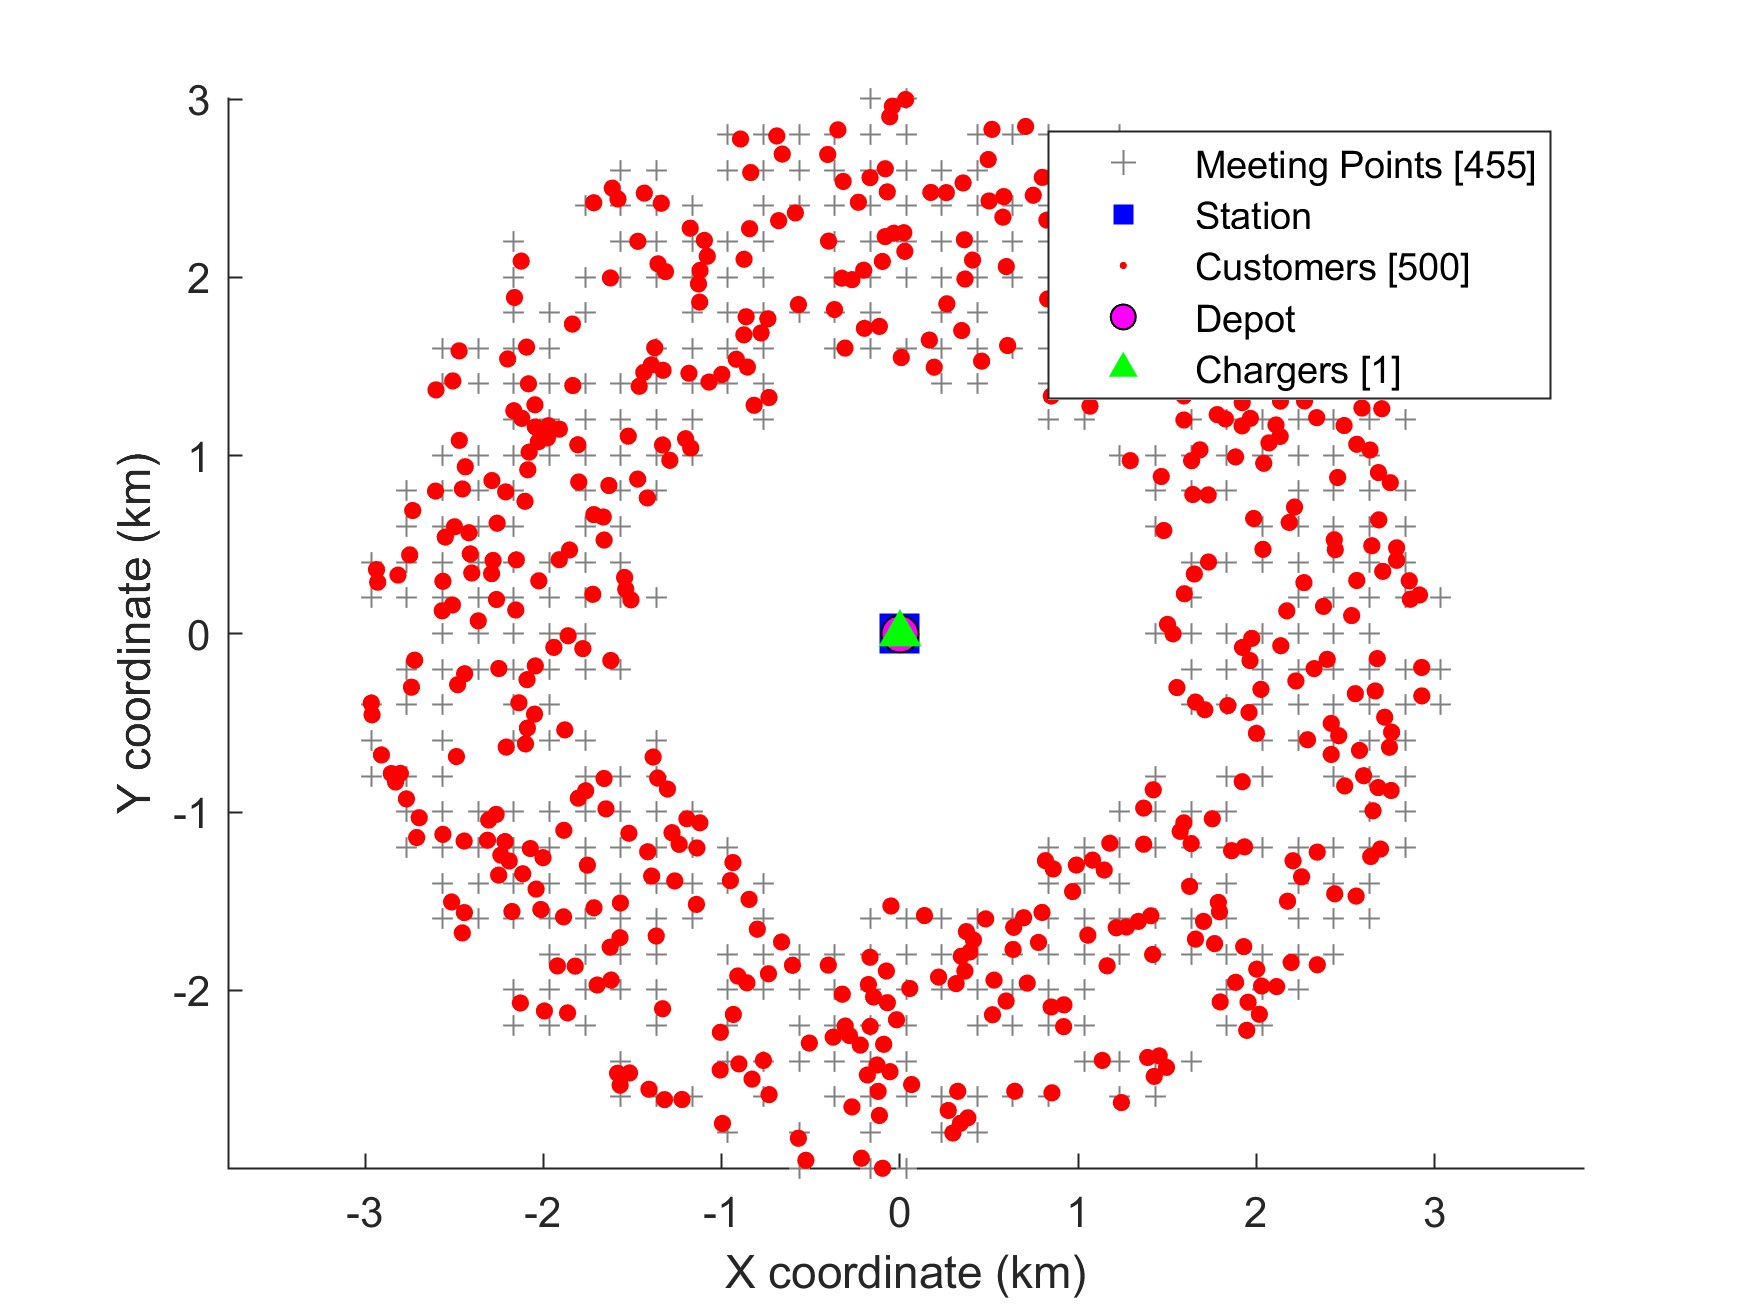 3
2
1
0
-1
-2
Y coordinate (km)
Meeting Points [455]
Station
Customers [500]
Depot
Chargers [1]
-3
-2
-1
0
1
2
3
X coordinate (km)